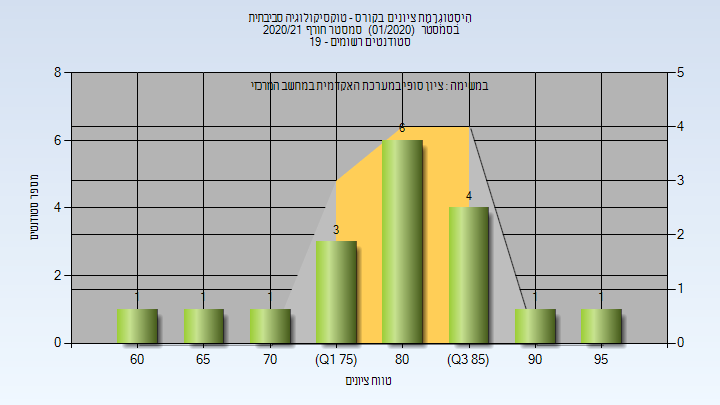 היסטוגרמת ציונים בקורס - טוקסיקולוגיה סביבתית
בסמסטר (01/2020) סמסטר חורף 2020/21
סטודנטים רשומים - 19
במשימה : ציון סופי במערכת האקדמית במחשב המרכזי
8 6 4 2 0
5 4 3 2 1 0
מספר סטודנטים
1 1 1 3 6 4 1 1
60 65 70 (Q1 75) 80 (Q3 85) 90 95
טווח ציונים